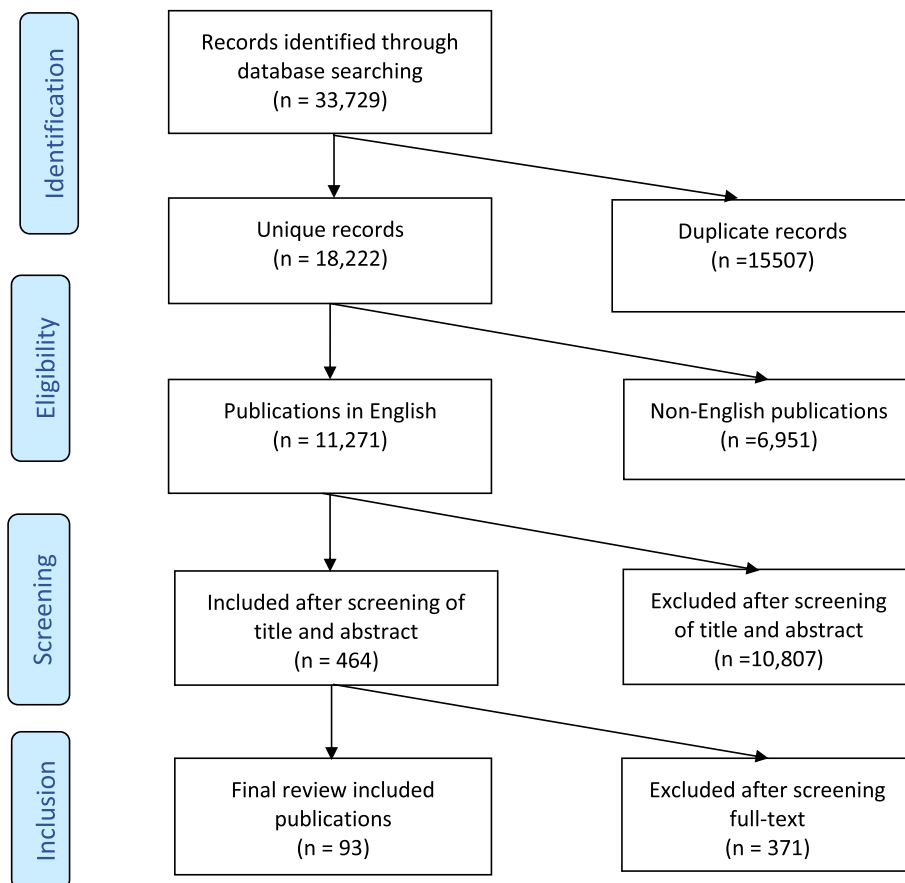 Identification
Records identified through
database searching
(n = 33,729)
Unique records
(n = 18,222)
Duplicate records
(n =15507)
Eligibility
Publications in English
(n = 11,271)
Non-English publications
(n =6,951)
Screening
Included after screening of
title and abstract
(n = 464)
Excluded after screening
of title and abstract
(n =10,807)
Inclusion
Final review included
publications
(n = 93)
Excluded after screening
full-text
(n = 371)